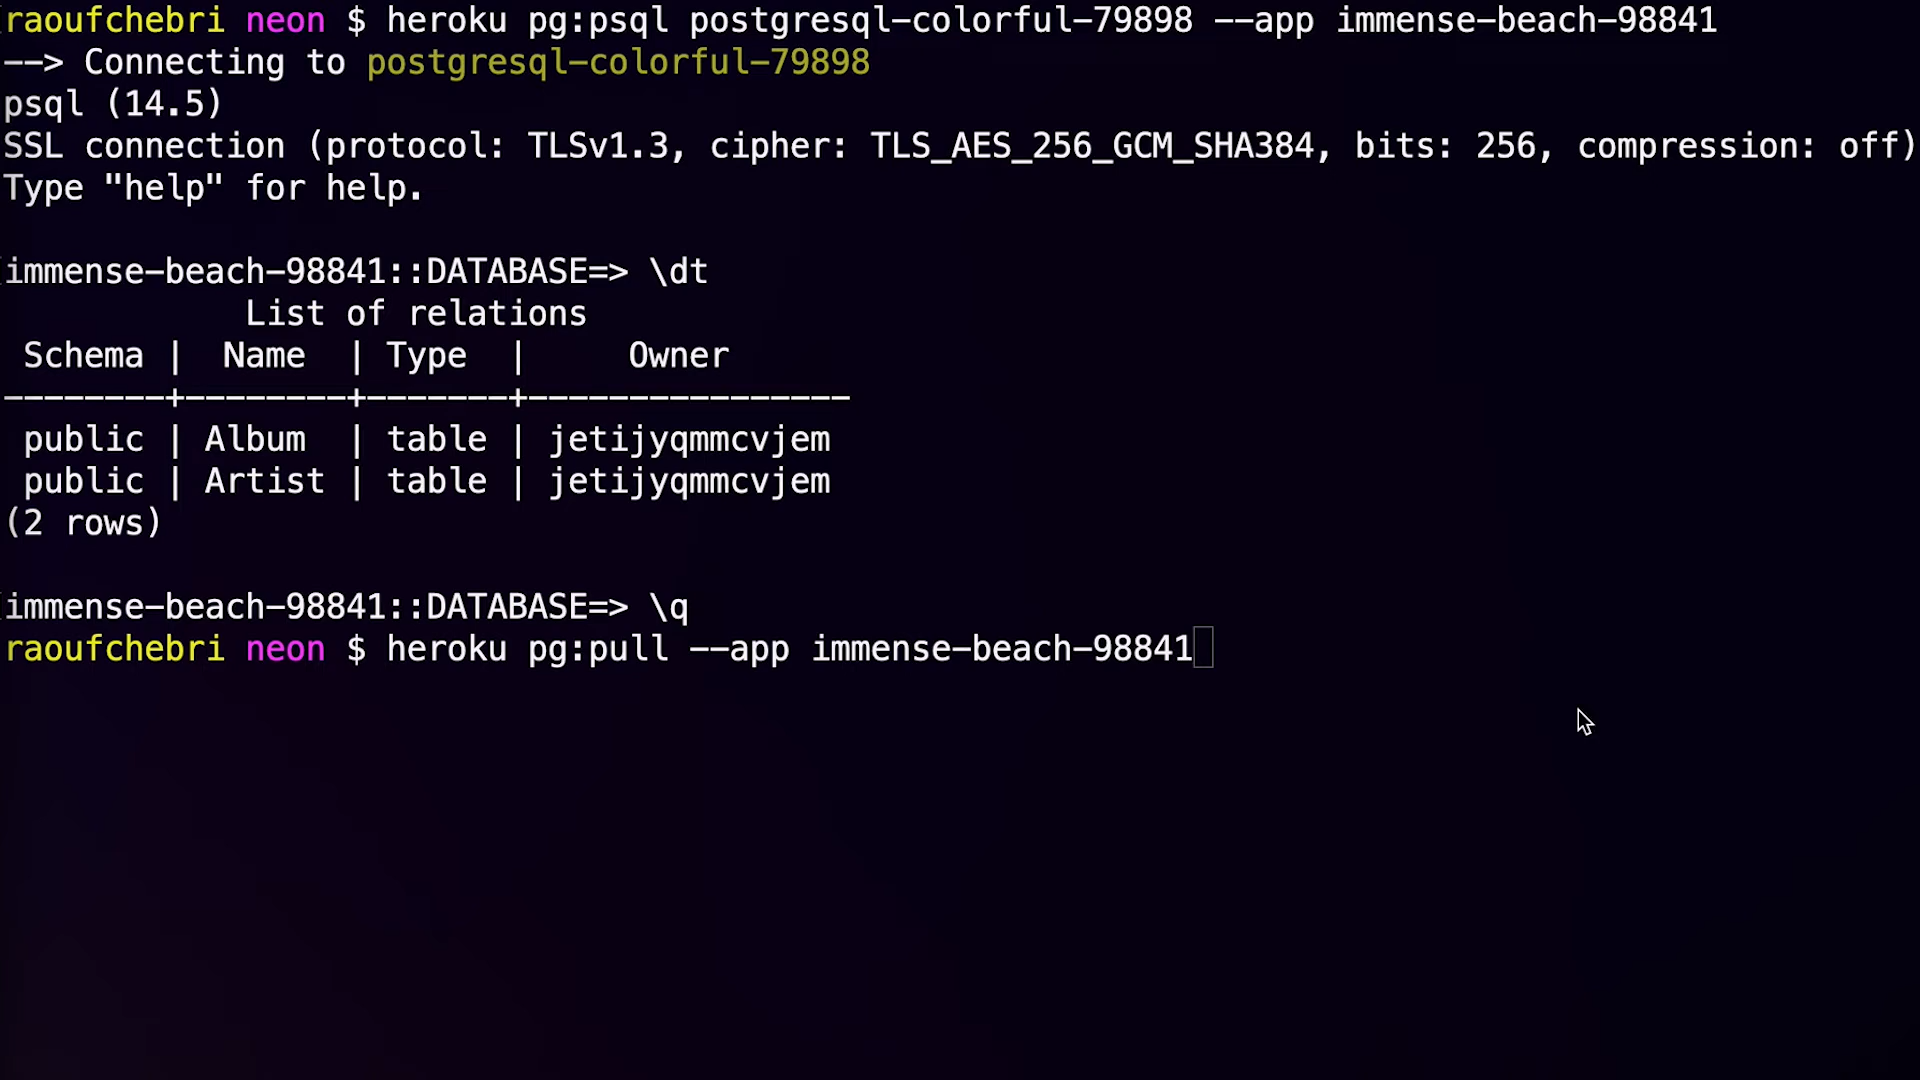 raoufchebri neon $ heroku pg:psql postgresql-colorful-79898 --app immense-beach-98841
--> Connecting to postgresql-colorful-79898
psql (14.5)
SSL connection (protocol: TLSv1.3, cipher: TLS_AES_256_GCM_SHA384, bits: 256, compression: off)
Type "help" for help.
immense-beach-98841::DATABASE=> \dt
List of relations
Schema | Name | Type | Owner
--------+--------+-------+----------------
public | Album | table | jetijyqmmcvjem
public | Artist | table | jetijyqmmcvjem
(2 rows)
immense-beach-98841::DATABASE=> \q
raoufchebri neon $ heroku pg:pull --app immense-beach-98841